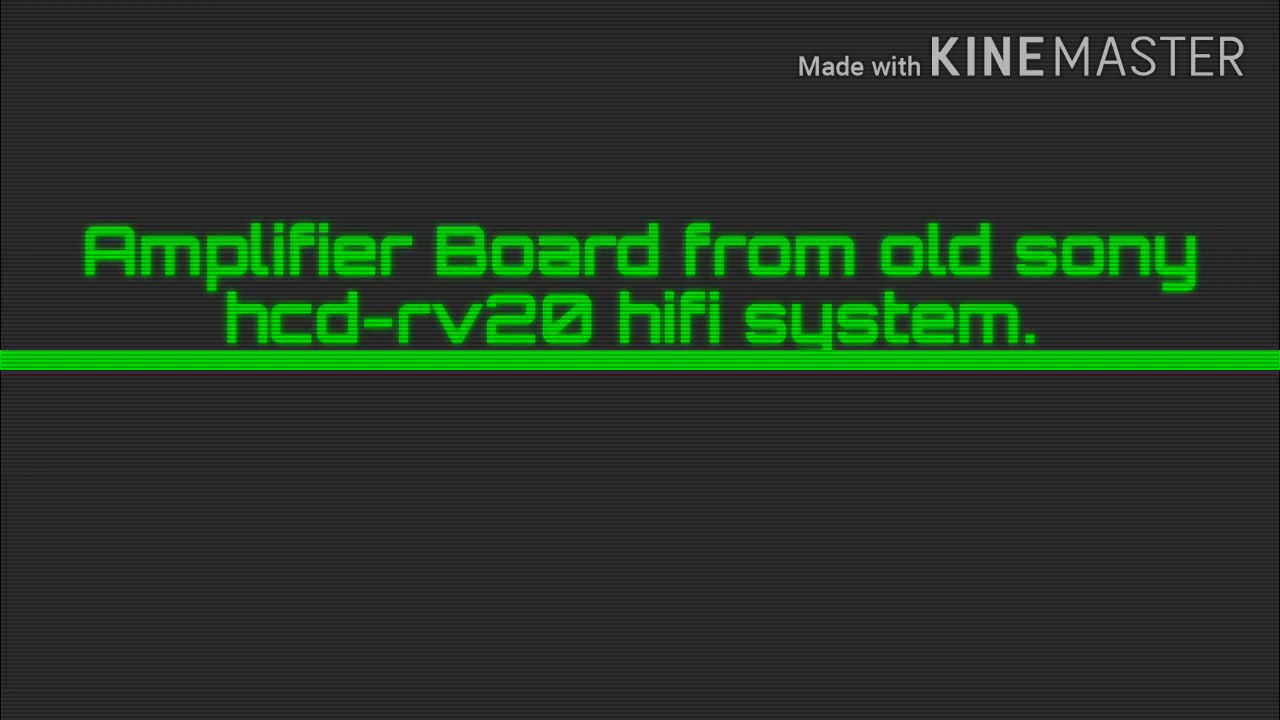 Made with KINEMASTER
Amplifier Board from old sony
hcd-rv20 hifi system.